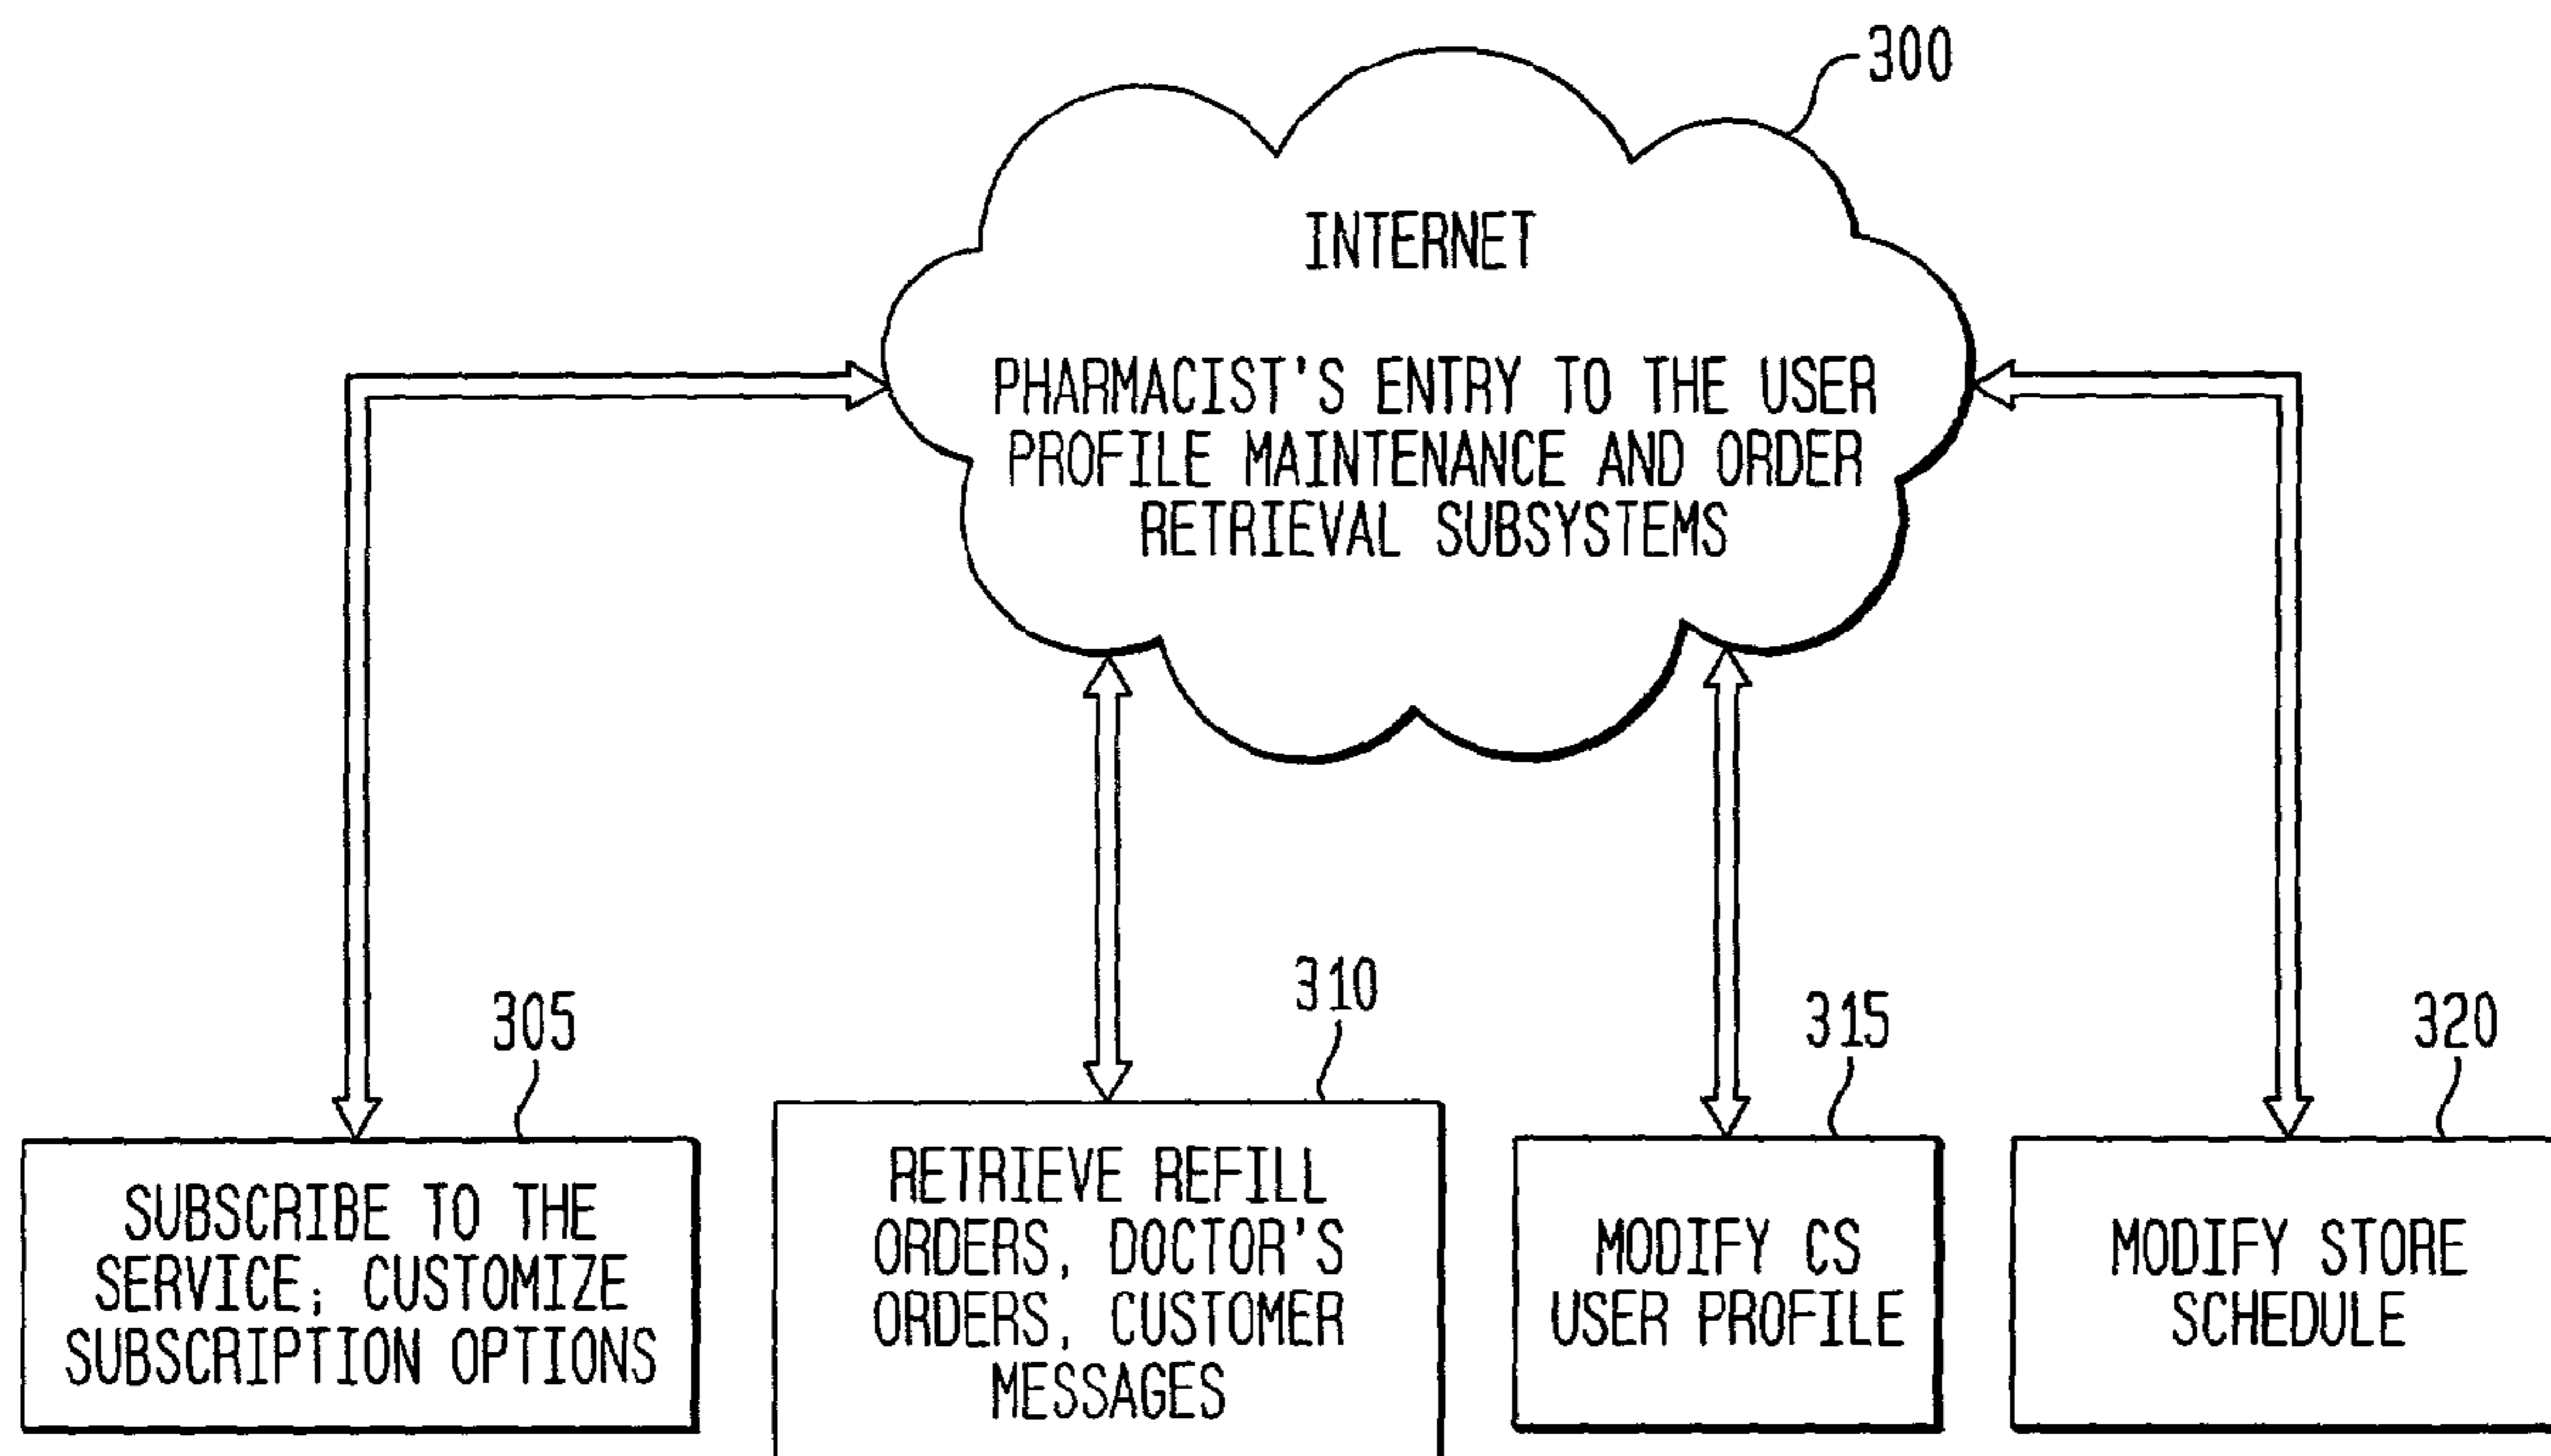 300
INTERNET
PHARMACIST'S ENTRY TO THE USER
PROFILE MAINTENANCE AND ORDER
RETRIEVAL SUBSYSTEMS
305
SUBSCRIBE TO THE
SERVICE; CUSTOMIZE
SUBSCRIPTION OPTIONS
310
RETRIEVE REFILL
ORDERS, DOCTOR'S
ORDERS, CUSTOMER
MESSAGES
315
MODIFY CS
USER PROFILE
320
MODIFY STORE
SCHEDULE